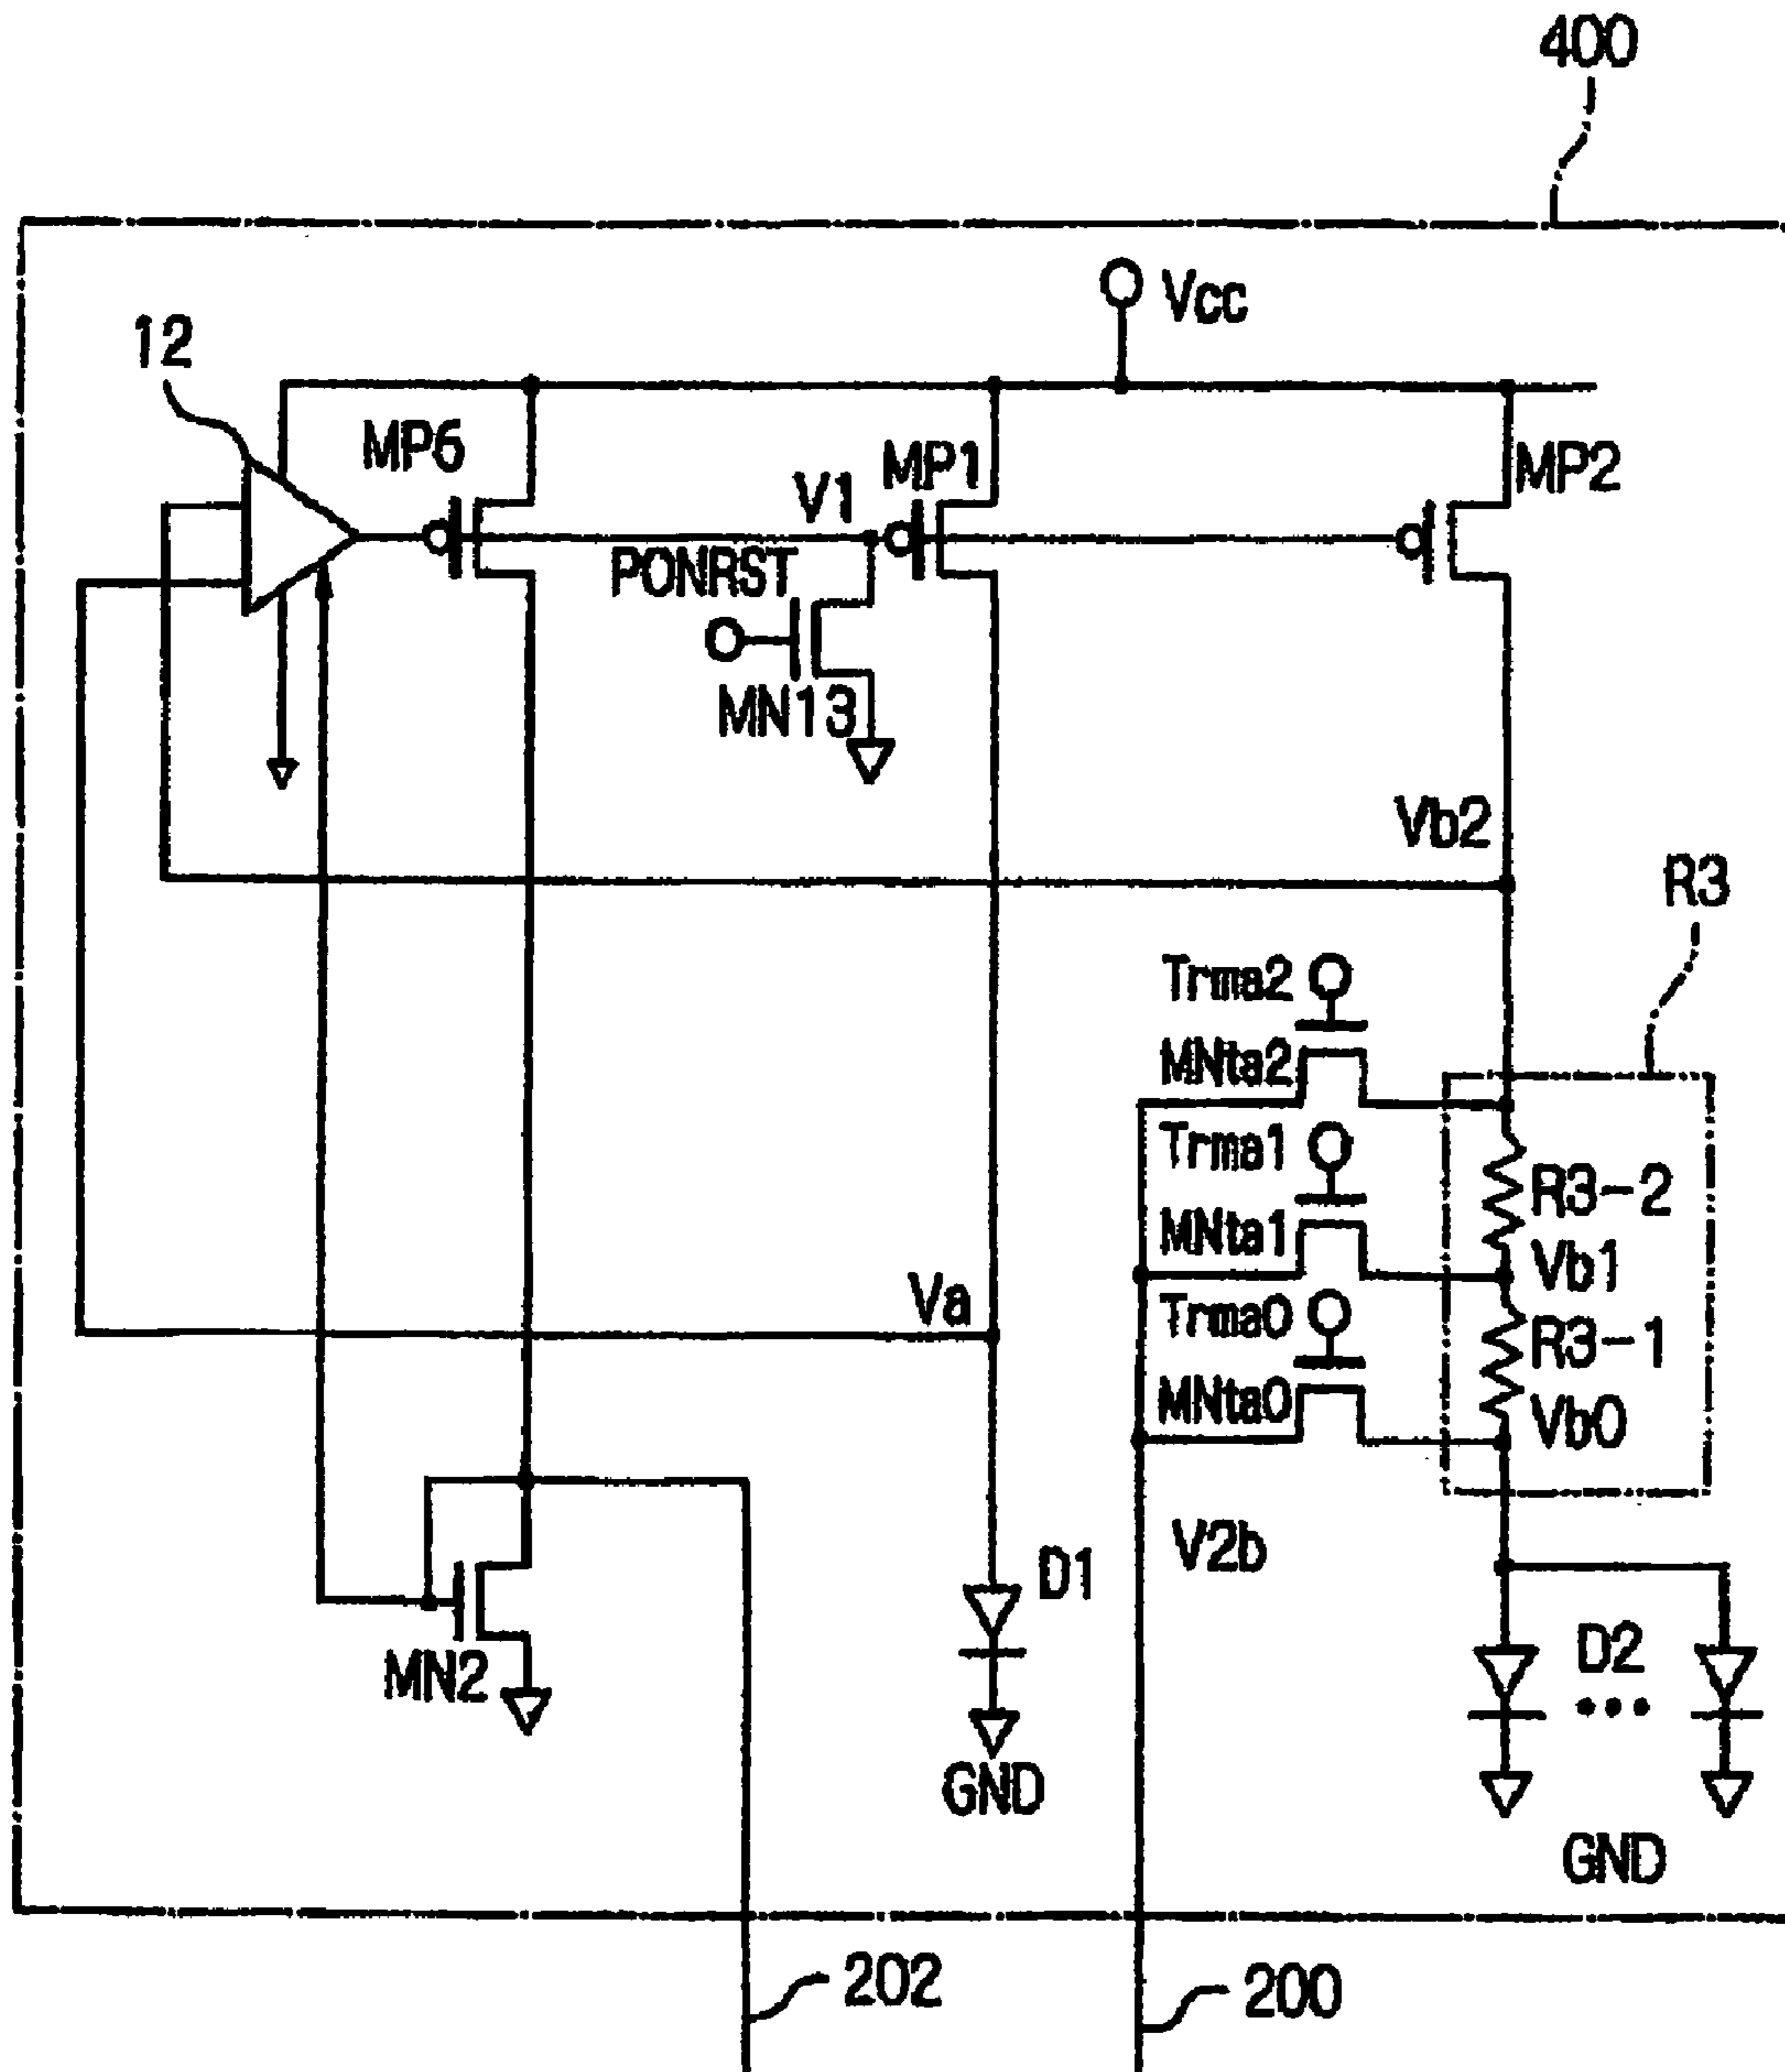 400
Vcc
12
MP6
V1
MP1
MP2
PONRST
MN13
Vb2
R3
Trma2
MNta2
Trma1
R3-2
MNta1
Vb1
Va
Trma0
R3-1
MNta0
Vb0
V2b
D1
MN2
D2
GND
GND
202
200